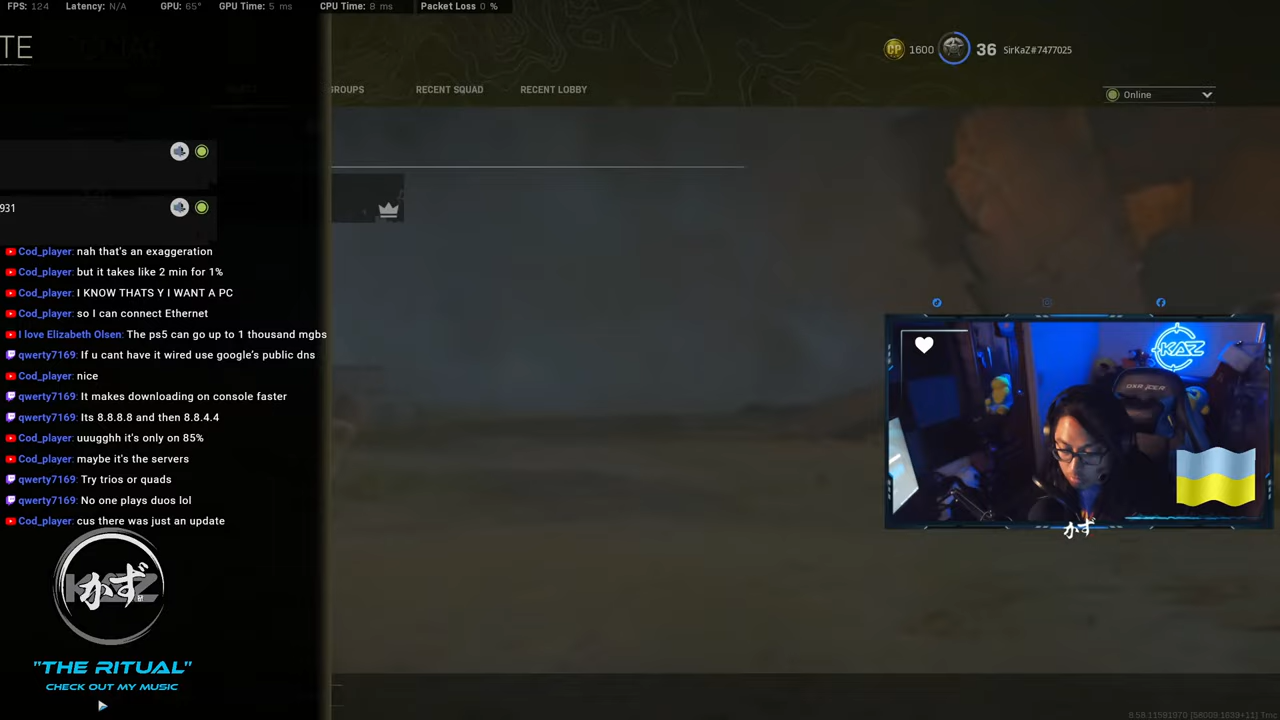 FPS: 124 Latency: N/A GPU: 65° GPU Time: 5 ms CPU Time: 8 ms Packet Loss 0 %
TE
1600 36 SirKaZ#7477025
GROUPS RECENT SQUAD RECENT LOBBY
Online
931
Cod_player: nah that's an exaggeration
Cod_player: but it takes like 2 min for 1%
Cod_player: I KNOW THATS Y I WANT A PC
Cod_player: so I can connect Ethernet
I love Elizabeth Olsen: The ps5 can go up to 1 thousand mgbs
qwerty7169: If u cant have it wired use google's public dns
Cod_player: nice
qwerty7169: It makes downloading on console faster
qwerty7169: Its 8.8.8.8 and then 8.8.4.4
Cod_player: uuugghh it's only on 85%
Cod_player: maybe it's the servers
qwerty7169: Try trios or quads
qwerty7169: No one plays duos lol
Cod_player: cus there was just an update
KAZ
かず
KAZ
かず
"THE RITUAL"
CHECK OUT MY MUSIC